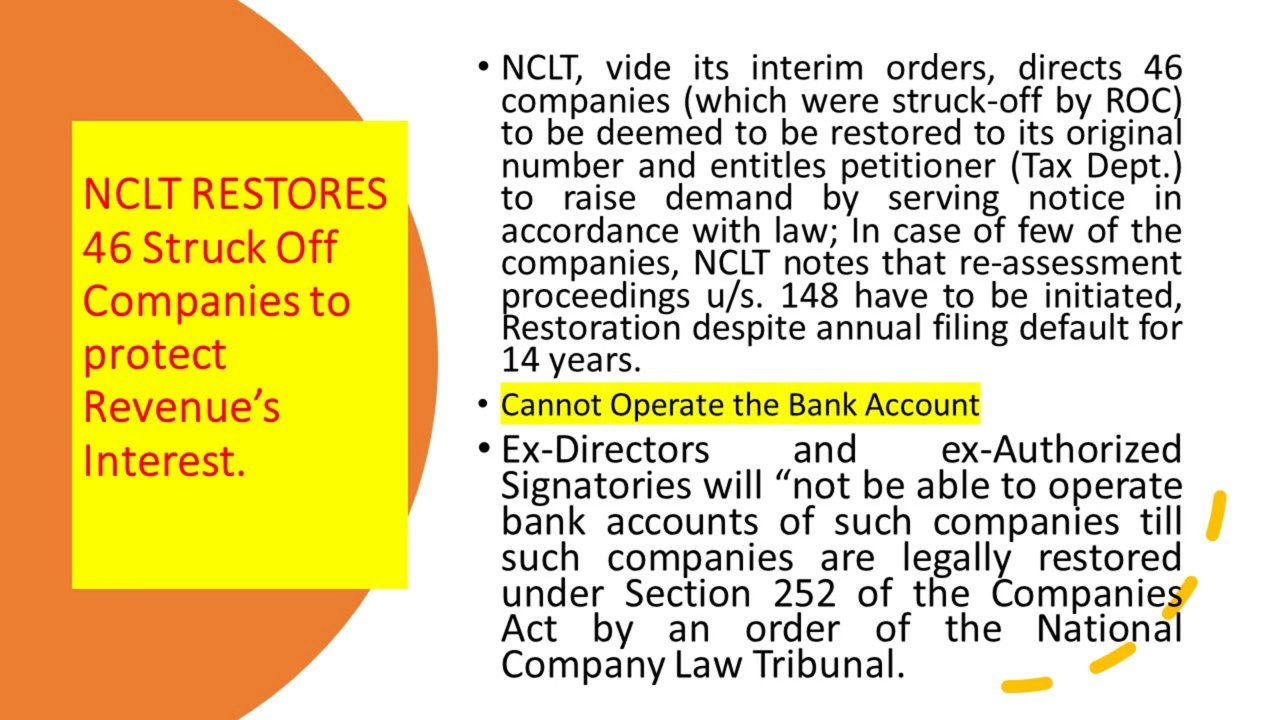 NCLT RESTORES
46 Struck Off
Companies to
protect
Revenue’s
Interest.
• NCLT, vide its interim orders, directs 46
companies (which were struck-off by ROC)
to be deemed to be restored to its original
number and entitles petitioner (Tax Dept.)
to raise demand by serving notice in
accordance with law; In case of few of the
companies, NCLT notes that re-assessment
proceedings u/s. 148 have to be initiated,
Restoration despite annual filing default for
14 years.
• Cannot Operate the Bank Account
• Ex-Directors and ex-Authorized
Signatories will “not be able to operate
bank accounts of such companies till
such companies are legally restored
under Section 252 of the Companies
Act by an order of the National
Company Law Tribunal.